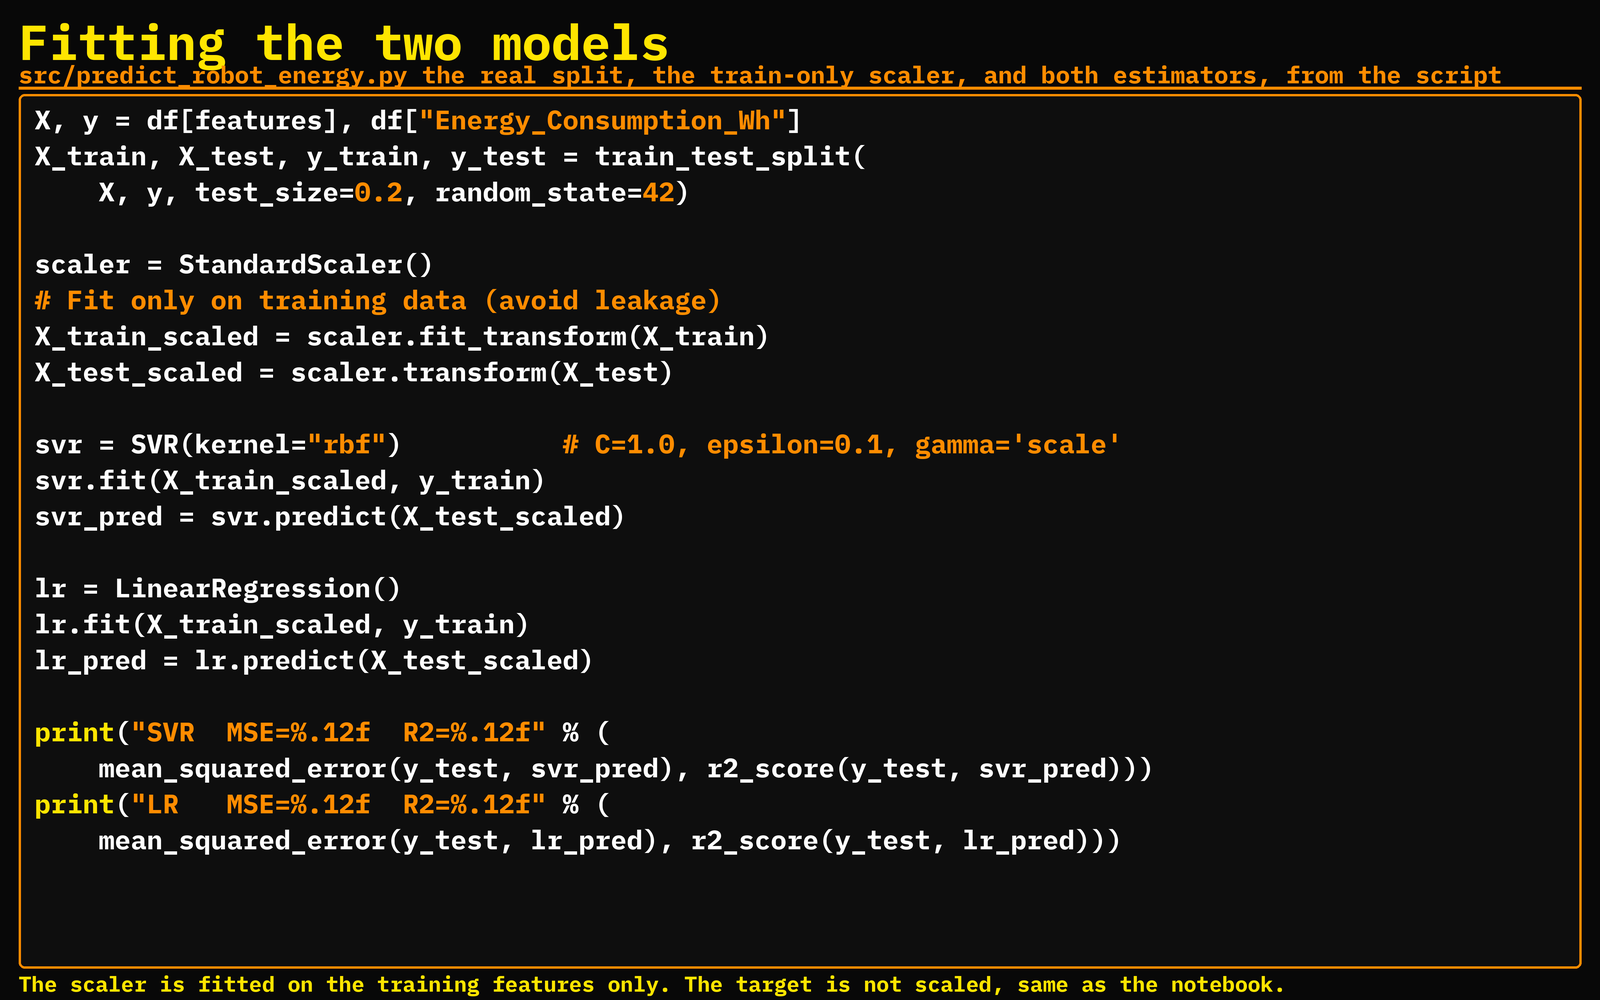 Fitting the two models
src/predict_robot_energy.py the real split, the train-only scaler, and both estimators, from the script
X, y = df[features], df["Energy_Consumption_Wh"]
X_train, X_test, y_train, y_test = train_test_split(
    X, y, test_size=0.2, random_state=42)
scaler = StandardScaler()
# Fit only on training data (avoid leakage)
X_train_scaled = scaler.fit_transform(X_train)
X_test_scaled = scaler.transform(X_test)
svr = SVR(kernel="rbf")          # C=1.0, epsilon=0.1, gamma='scale'
svr.fit(X_train_scaled, y_train)
svr_pred = svr.predict(X_test_scaled)
lr = LinearRegression()
lr.fit(X_train_scaled, y_train)
lr_pred = lr.predict(X_test_scaled)
print("SVR  MSE=%.12f  R2=%.12f" % (
    mean_squared_error(y_test, svr_pred), r2_score(y_test, svr_pred)))
print("LR   MSE=%.12f  R2=%.12f" % (
    mean_squared_error(y_test, lr_pred), r2_score(y_test, lr_pred)))
The scaler is fitted on the training features only. The target is not scaled, same as the notebook.